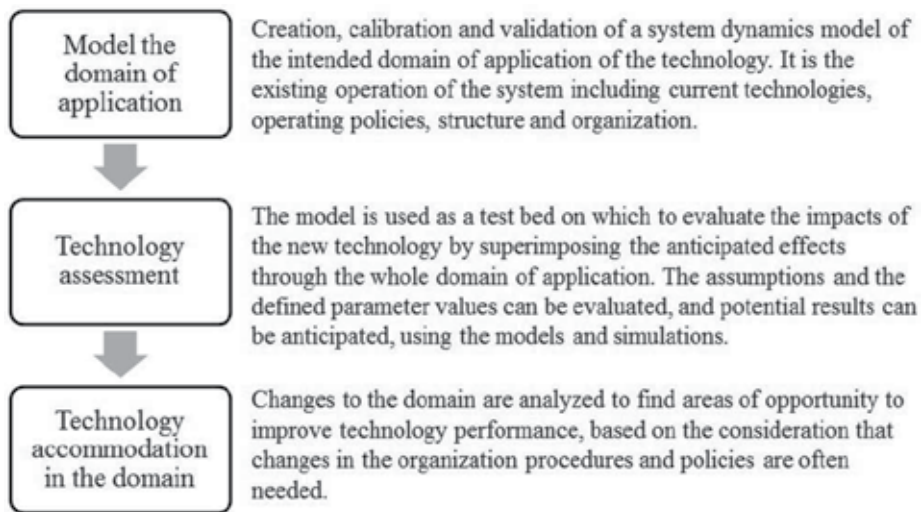 Model the
domain of
application
Creation, calibration and validation of a system dynamics model of
the intended domain of application of the technology. It is the
existing operation of the system including current technologies,
operating policies, structure and organization.
Technology
assessment
The model is used as a test bed on which to evaluate the impacts of
the new technology by superimposing the anticipated effects
through the whole domain of application. The assumptions and the
defined parameter values can be evaluated, and potential results can
be anticipated, using the models and simulations.
Technology
accommodation
in the domain
Changes to the domain are analyzed to find areas of opportunity to
improve technology performance, based on the consideration that
changes in the organization procedures and policies are often
needed.